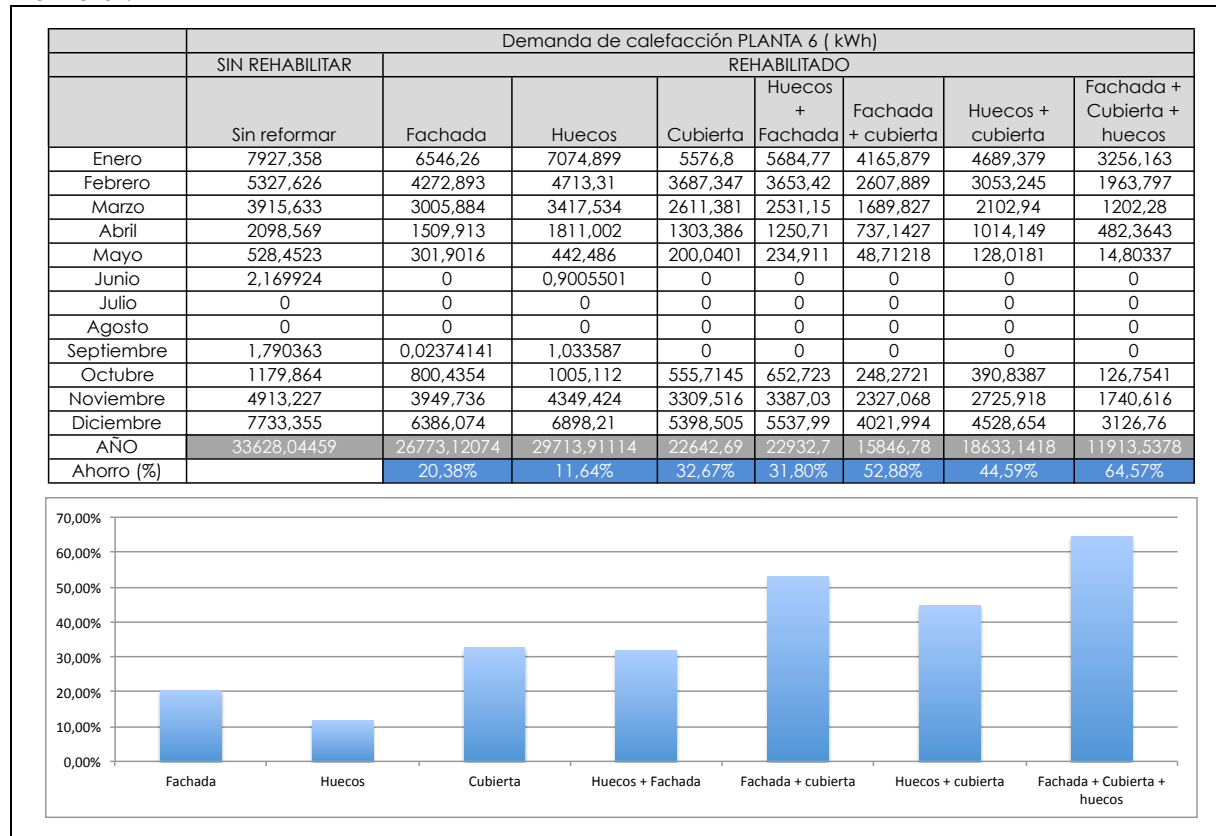 Demanda de calefacción PLANTA 6 ( kWh)
SIN REHABILITAR REHABILITADO
Sin reformar Fachada Huecos Cubierta Huecos + Fachada Fachada + cubierta Huecos + cubierta Fachada + Cubierta + huecos
Enero 7927,358 6546,26 7074,899 5576,8 5684,77 4165,879 4689,379 3256,163
Febrero 5327,626 4272,893 4713,31 3687,347 3653,42 2607,889 3053,245 1963,797
Marzo 3915,633 3005,884 3417,534 2611,381 2531,15 1689,827 2102,94 1202,28
Abril 2098,569 1509,913 1811,002 1303,386 1250,71 737,1427 1014,149 482,3643
Mayo 528,4523 301,9016 442,486 200,0401 234,911 48,71218 128,0181 14,80337
Junio 2,169924 0 0,9005501 0 0 0 0 0
Julio 0 0 0 0 0 0 0 0
Agosto 0 0 0 0 0 0 0 0
Septiembre 1,790363 0,02374141 1,033587 0 0 0 0 0
Octubre 1179,864 800,4354 1005,112 555,7145 652,723 248,2721 390,8387 126,7541
Noviembre 4913,227 3949,736 4349,424 3309,516 3387,03 2327,068 2725,918 1740,616
Diciembre 7733,355 6386,074 6898,21 5398,505 5537,99 4021,994 4528,654 3126,76
AÑO 33628,04459 26773,12074 29713,91114 22642,69 22932,7 15846,78 18633,1418 11913,5378
Ahorro (%) 20,38% 11,64% 32,67% 31,80% 52,88% 44,59% 64,57%
70,00%
60,00%
50,00%
40,00%
30,00%
20,00%
10,00%
0,00%
Fachada Huecos Cubierta Huecos + Fachada Fachada + cubierta Huecos + cubierta Fachada + Cubierta +
huecos